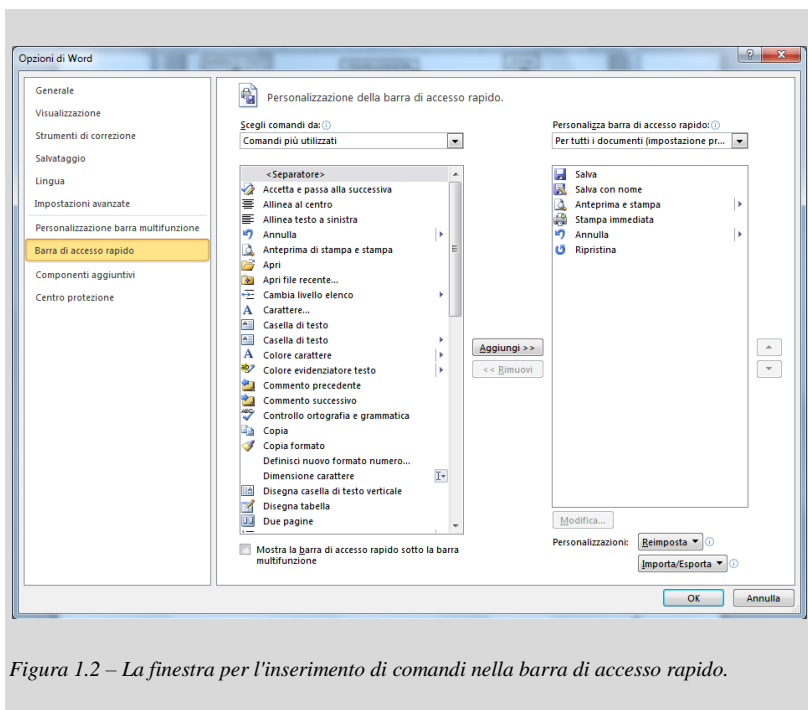 Opzioni di Word
Generale
Visualizzazione
Strumenti di correzione
Salvataggio
Lingua
Impostazioni avanzate
Personalizzazione barra multifunzione
Barra di accesso rapido
Componenti aggiuntivi
Centro protezione
Personalizzazione della barra di accesso rapido.
Scegli comandi da:
Comandi più utilizzati
<Separatore>
Accetta e passa alla successiva
Allinea al centro
Allinea testo a sinistra
Annulla
Anteprima di stampa e stampa
Apri
Apri file recente...
Cambia livello elenco
Carattere...
Casella di testo
Casella di testo
Colore carattere
Colore evidenziatore testo
Commento precedente
Commento successivo
Controllo ortografia e grammatica
Copia
Copia formato
Definisci nuovo formato numero...
Dimensione carattere
Disegna casella di testo verticale
Disegna tabella
Due pagine
Mostra la barra di accesso rapido sotto la barra
multifunzione
Aggiungi >>
<< Rimuovi
Personalizza barra di accesso rapido:
Per tutti i documenti (impostazione pr...
Salva
Salva con nome
Anteprima e stampa
Stampa immediata
Annulla
Ripristina
Modifica...
Personalizzazioni:
Reimposta
Importa/Esporta
OK
Annulla
Figura 1.2 – La finestra per l'inserimento di comandi nella barra di accesso rapido.